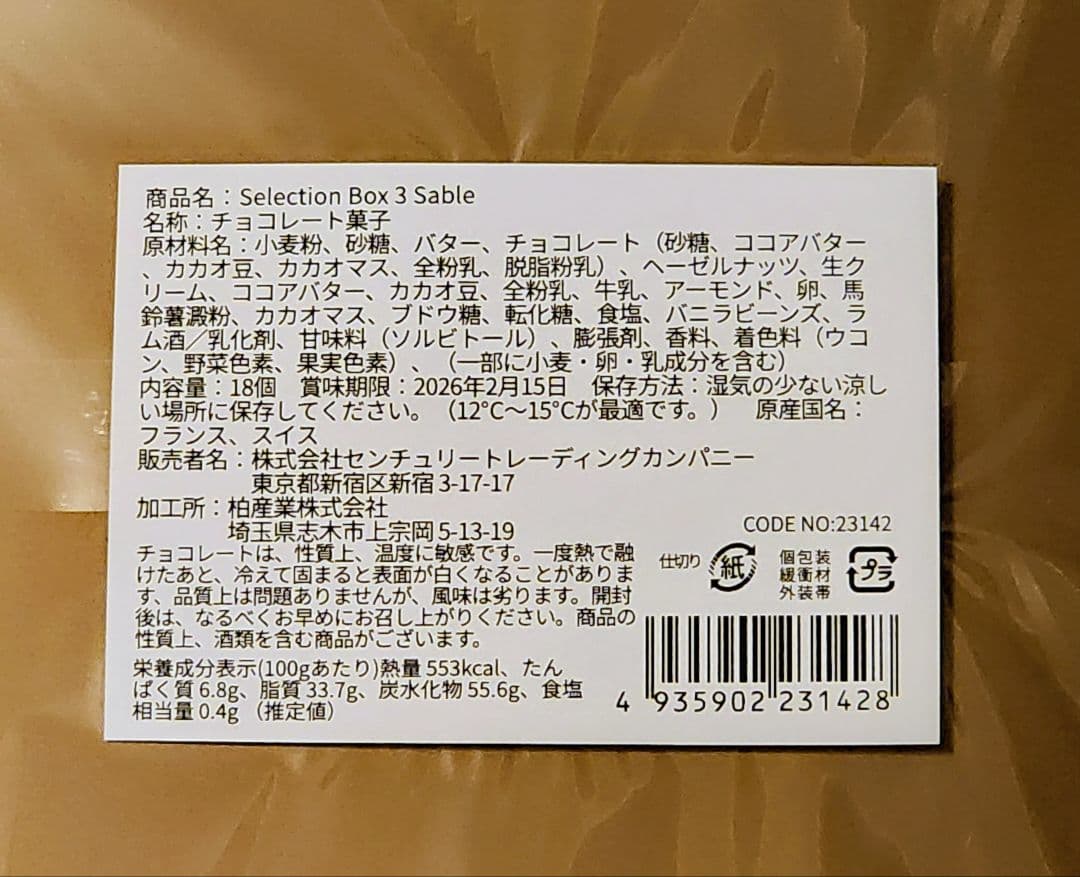 商品名：Selection Box 3 Sable
名称：チョコレート菓子
原材料名：小麦粉、砂糖、バター、チョコレート（砂糖、ココアバター
、カカオ豆、カカオマス、全粉乳、脱脂粉乳）、ヘーゼルナッツ、生ク
リーム、ココアバター、カカオ豆、全粉乳、牛乳、アーモンド、卵、馬
鈴薯澱粉、カカオマス、ブドウ糖、転化糖、食塩、バニラビーンズ、ラ
ム酒／乳化剤、甘味料（ソルビトール）、膨張剤、香料、着色料（ウコ
ン、野菜色素、果実色素）、（一部に小麦・卵・乳成分を含む）
内容量：18個　賞味期限：2026年2月15日　保存方法：湿気の少ない涼し
い場所に保存してください。（12℃～15℃が最適です。）　原産国名：
フランス、スイス
販売者名：株式会社センチュリートレーディングカンパニー
東京都新宿区新宿3-17-17
加工所：柏産業株式会社
埼玉県志木市上宗岡5-13-19
CODE NO:23142
チョコレートは、性質上、温度に敏感です。一度熱で融
けたあと、冷えて固まると表面が白くなることがありま
す、品質上は問題ありませんが、風味は劣ります。開封
後は、なるべくお早めにお召し上がりください。商品の
性質上、酒類を含む商品がございます。
仕切り
紙
個包装
緩衝材
外装帯
プラ
栄養成分表示(100gあたり)熱量 553kcal、たん
ぱく質 6.8g、脂質 33.7g、炭水化物 55.6g、食塩
相当量 0.4g （推定値）
4 935902 231428